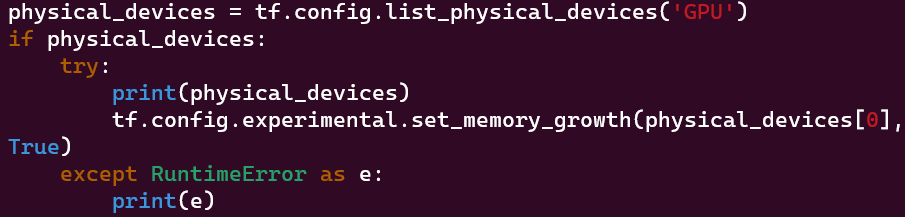 physical_devices = tf.config.list_physical_devices('GPU')
if physical_devices:
    try:
        print(physical_devices)
        tf.config.experimental.set_memory_growth(physical_devices[0],
True)
    except RuntimeError as e:
        print(e)